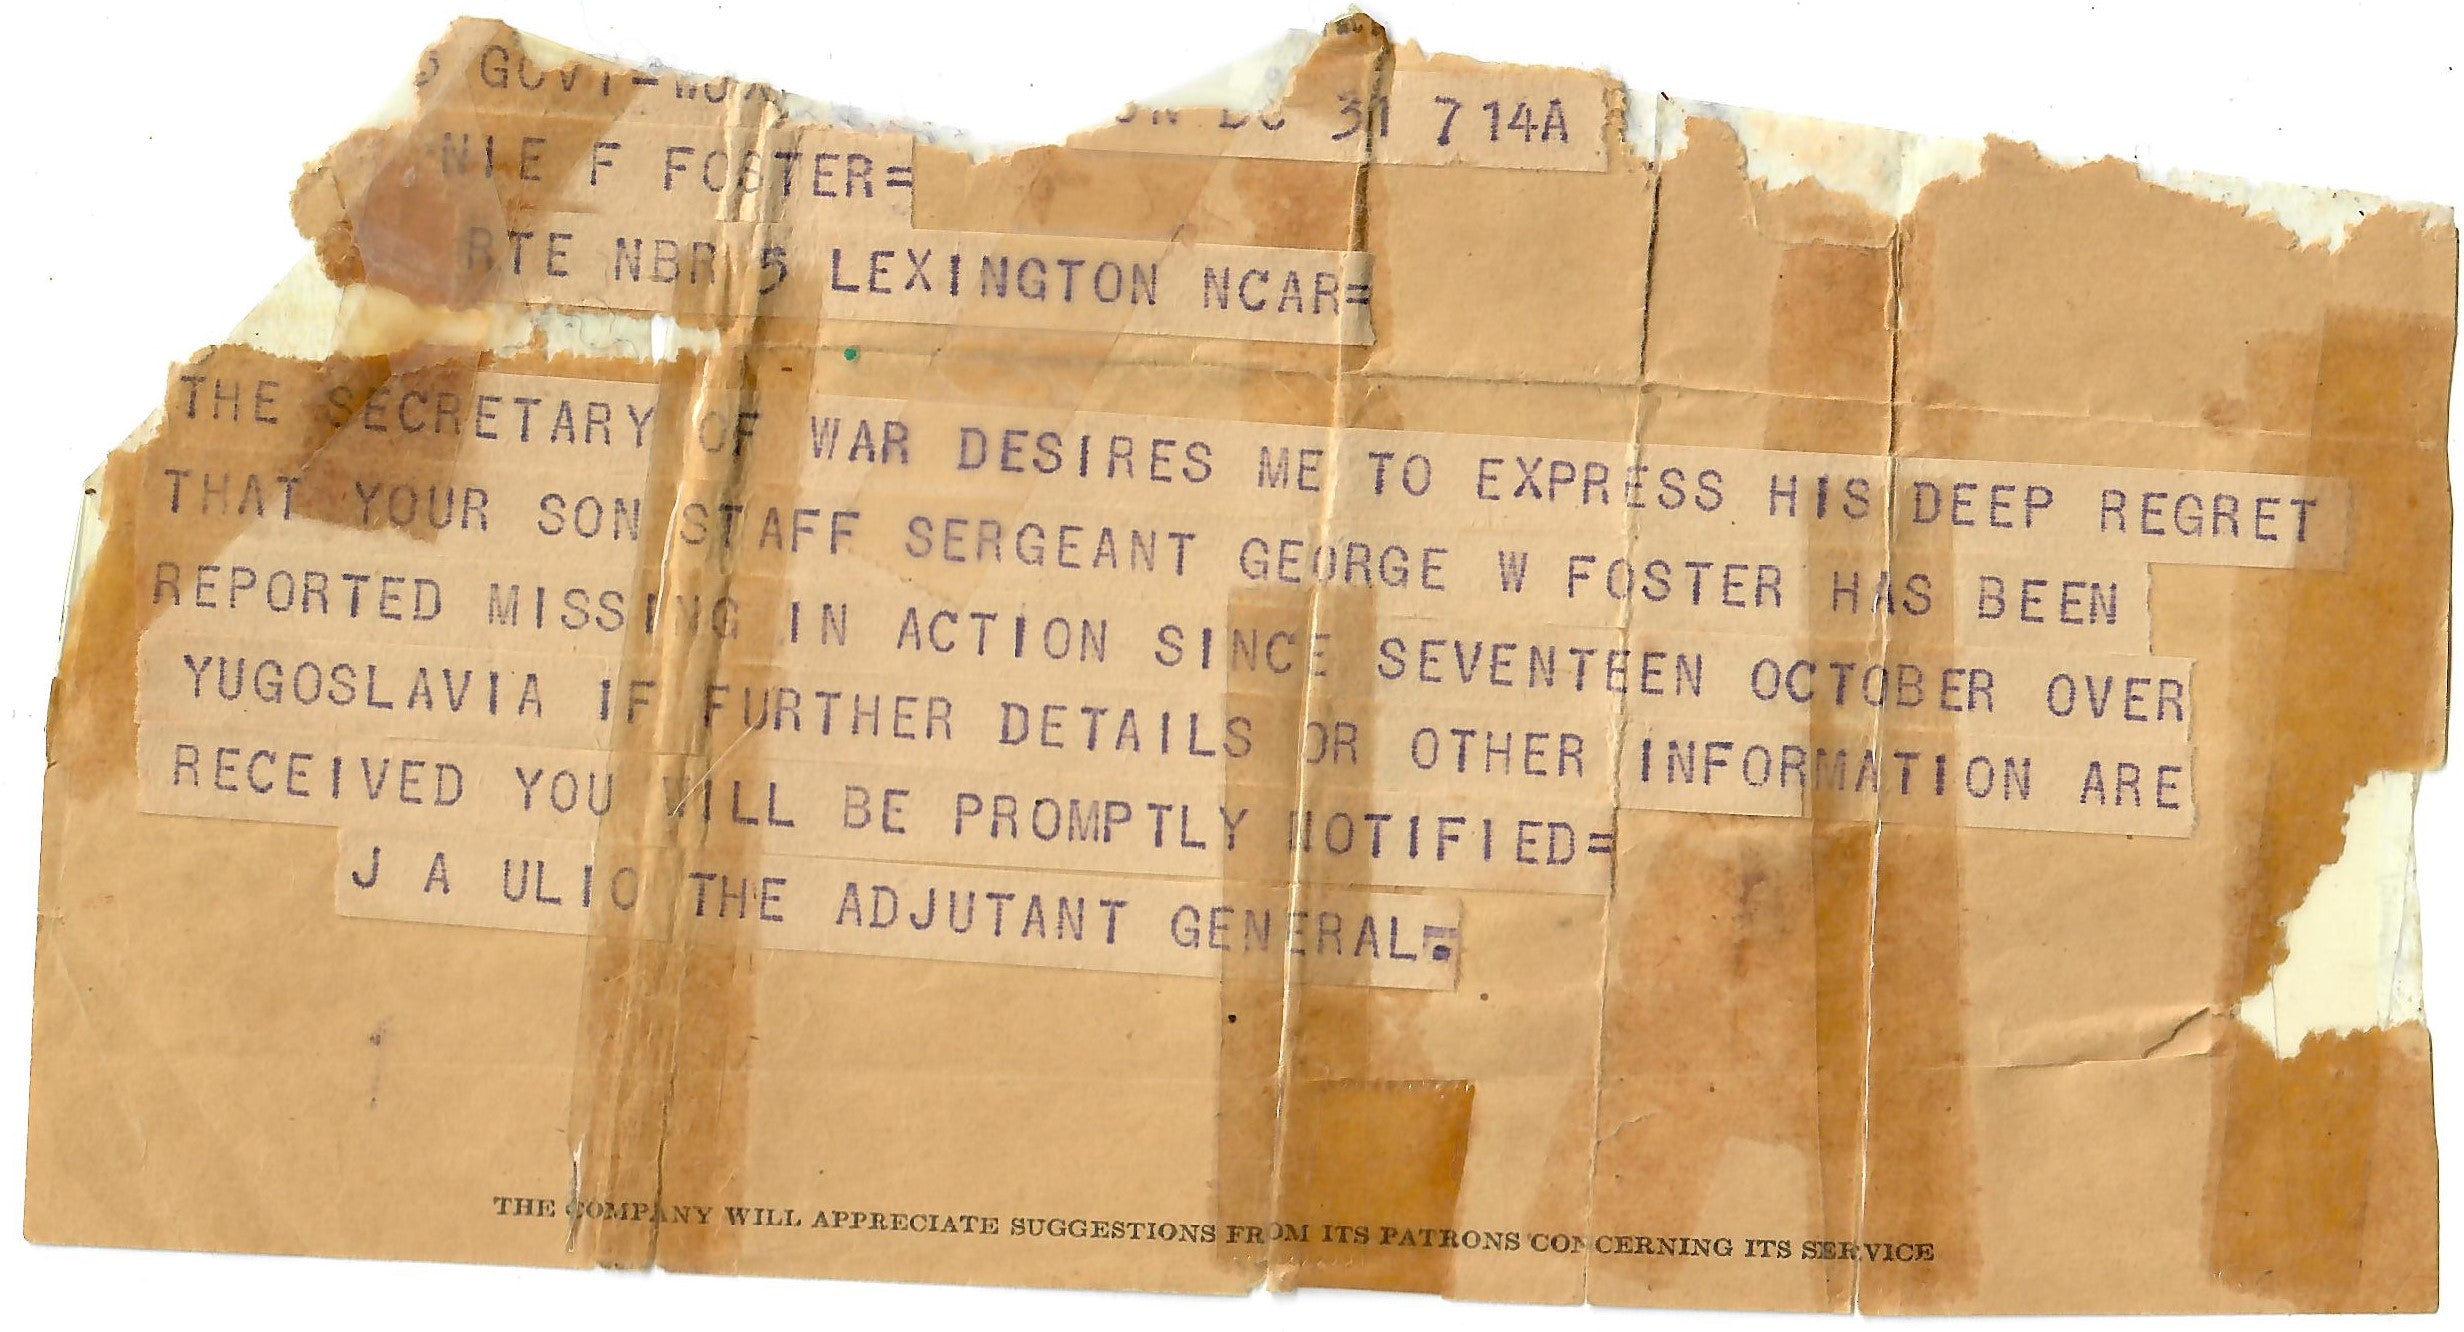 GOVT=WUX
ON DC 31 714A
NIE F FOSTER=
RTE NBR 5 LEXINGTON NCAR=
THE SECRETARY OF WAR DESIRES ME TO EXPRESS HIS DEEP REGRET
THAT YOUR SON STAFF SERGEANT GEORGE W FOSTER HAS BEEN
REPORTED MISSING IN ACTION SINCE SEVENTEEN OCTOBER OVER
YUGOSLAVIA IF FURTHER DETAILS OR OTHER INFORMATION ARE
RECEIVED YOU WILL BE PROMPTLY NOTIFIED=
J A ULIO THE ADJUTANT GENERAL=
THE COMPANY WILL APPRECIATE SUGGESTIONS FROM ITS PATRONS CONCERNING ITS SERVICE